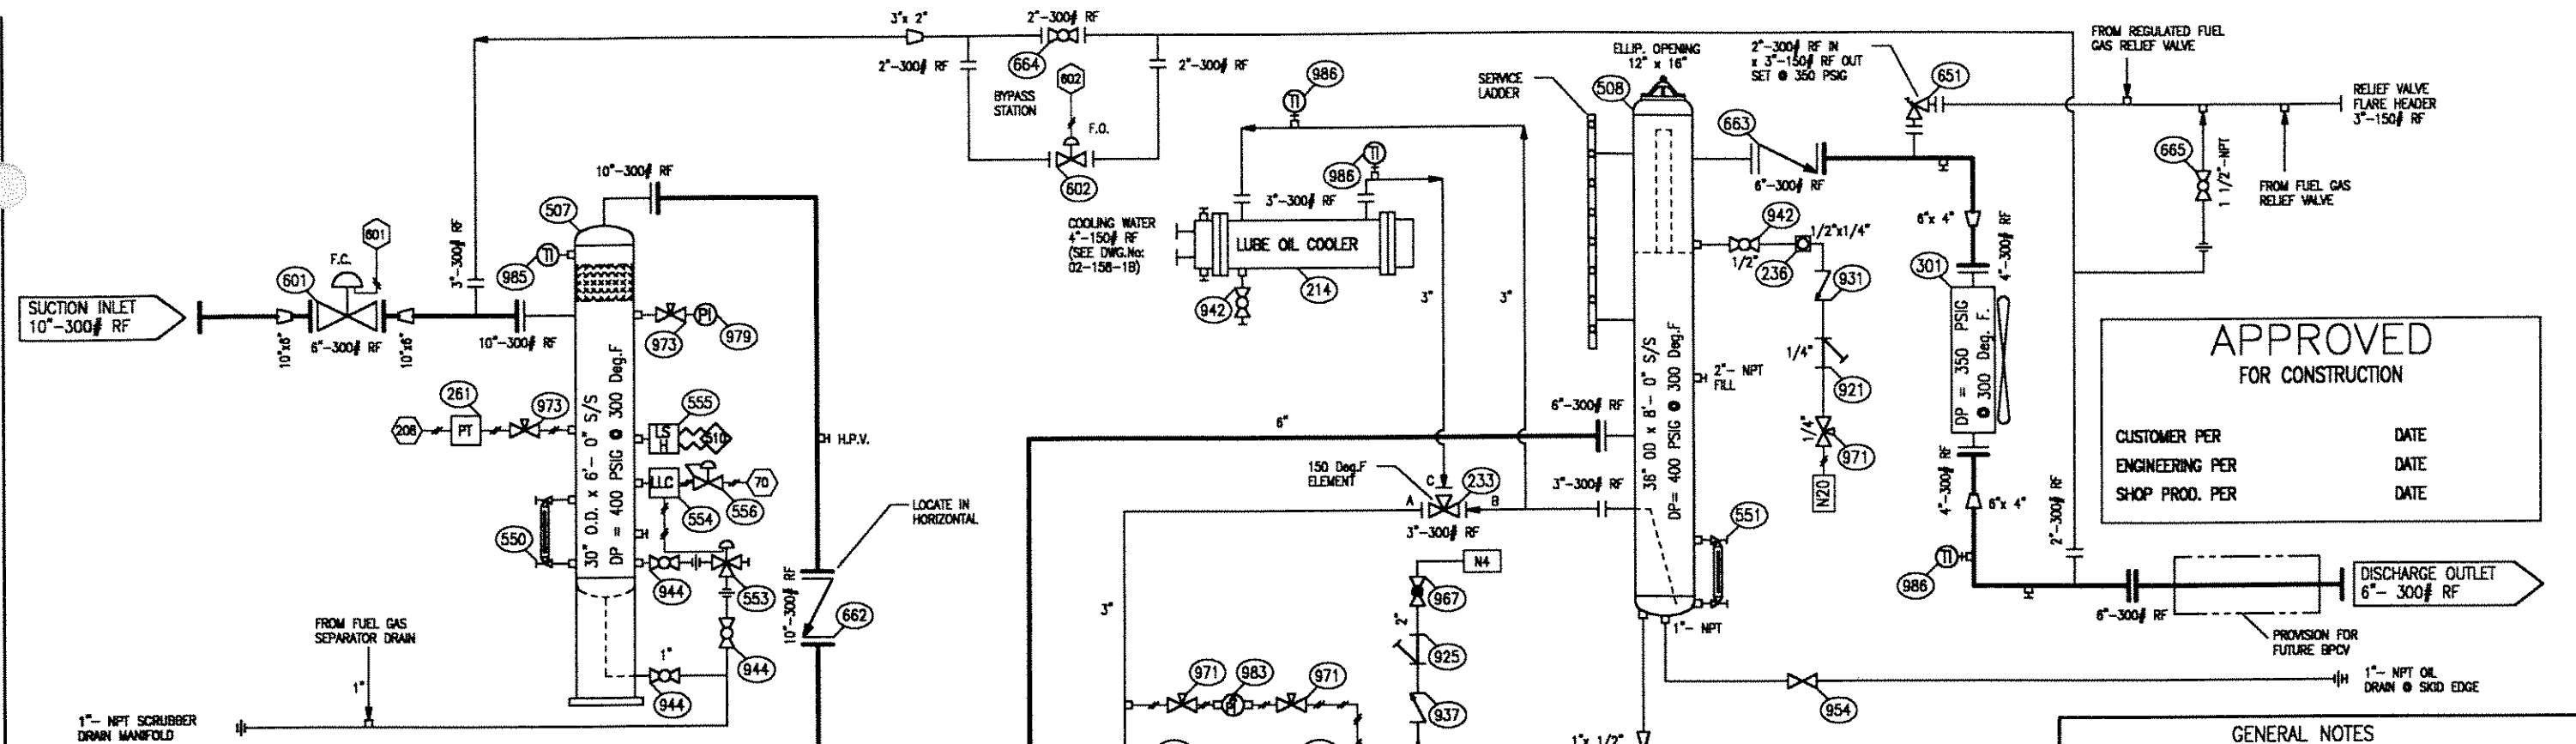 3"x 2"
2"-300# RF
664
2"-300# RF
2"-300# RF
602
BYPASS
STATION
F.O.
602
986
TI
ELLIP. OPENING
12" x 16"
SERVICE
LADDER
508
2"-300# RF IN
x 3"-150# RF OUT
SET @ 350 PSIG
651
FROM REGULATED FUEL
GAS RELIEF VALVE
RELIEF VALVE
FLARE HEADER
3"-150# RF
663
6"-300# RF
665
1 1/2"-NPT
FROM FUEL GAS
RELIEF VALVE
10"-300# RF
507
TI
985
601
F.C.
601
3"-300# RF
SUCTION INLET
10"-300# RF
10"x6"
6"-300# RF
10"x6"
10"-300# RF
973
PI
979
986
TI
3"-300# RF
COOLING WATER
4"-150# RF
(SEE DWG.No:
02-158-1B)
LUBE OIL COOLER
942
214
3"
3"
942
1/2"
236
1/2"x1/4"
931
1/4"
921
1/4"
971
N20
6"x 4"
4"-300# RF
301
DP = 350 PSIG
@ 300 Deg. F.
4"-300# RF
6"x 4"
TI
986
2"-300# RF
APPROVED
FOR CONSTRUCTION
CUSTOMER PER DATE
ENGINEERING PER DATE
SHOP PROD. PER DATE
30" O.D. x 6'- 0" S/S
DP = 400 PSIG @ 300 Deg.F
261
PT
973
555
LS
H
510
LLC
554
556
70
550
944
553
944
1"
944
H.P.V.
LOCATE IN
HORIZONTAL
10"-300# RF
662
6"
6"-300# RF
36" OD x 8'- 0" S/S
DP= 400 PSIG @ 300 Deg.F
2"- NPT
FILL
150 Deg.F
ELEMENT
C
233
A
B
3"-300# RF
3"-300# RF
551
3"
N4
967
2"
925
937
971
983
971
1"- NPT
1"x 1/2"
954
1"- NPT OIL
DRAIN @ SKID EDGE
6"-300# RF
PROVISION FOR
FUTURE BPCV
DISCHARGE OUTLET
6"- 300# RF
FROM FUEL GAS
SEPARATOR DRAIN
1"
1"- NPT SCRUBBER
DRAIN MANIFOLD
GENERAL NOTES